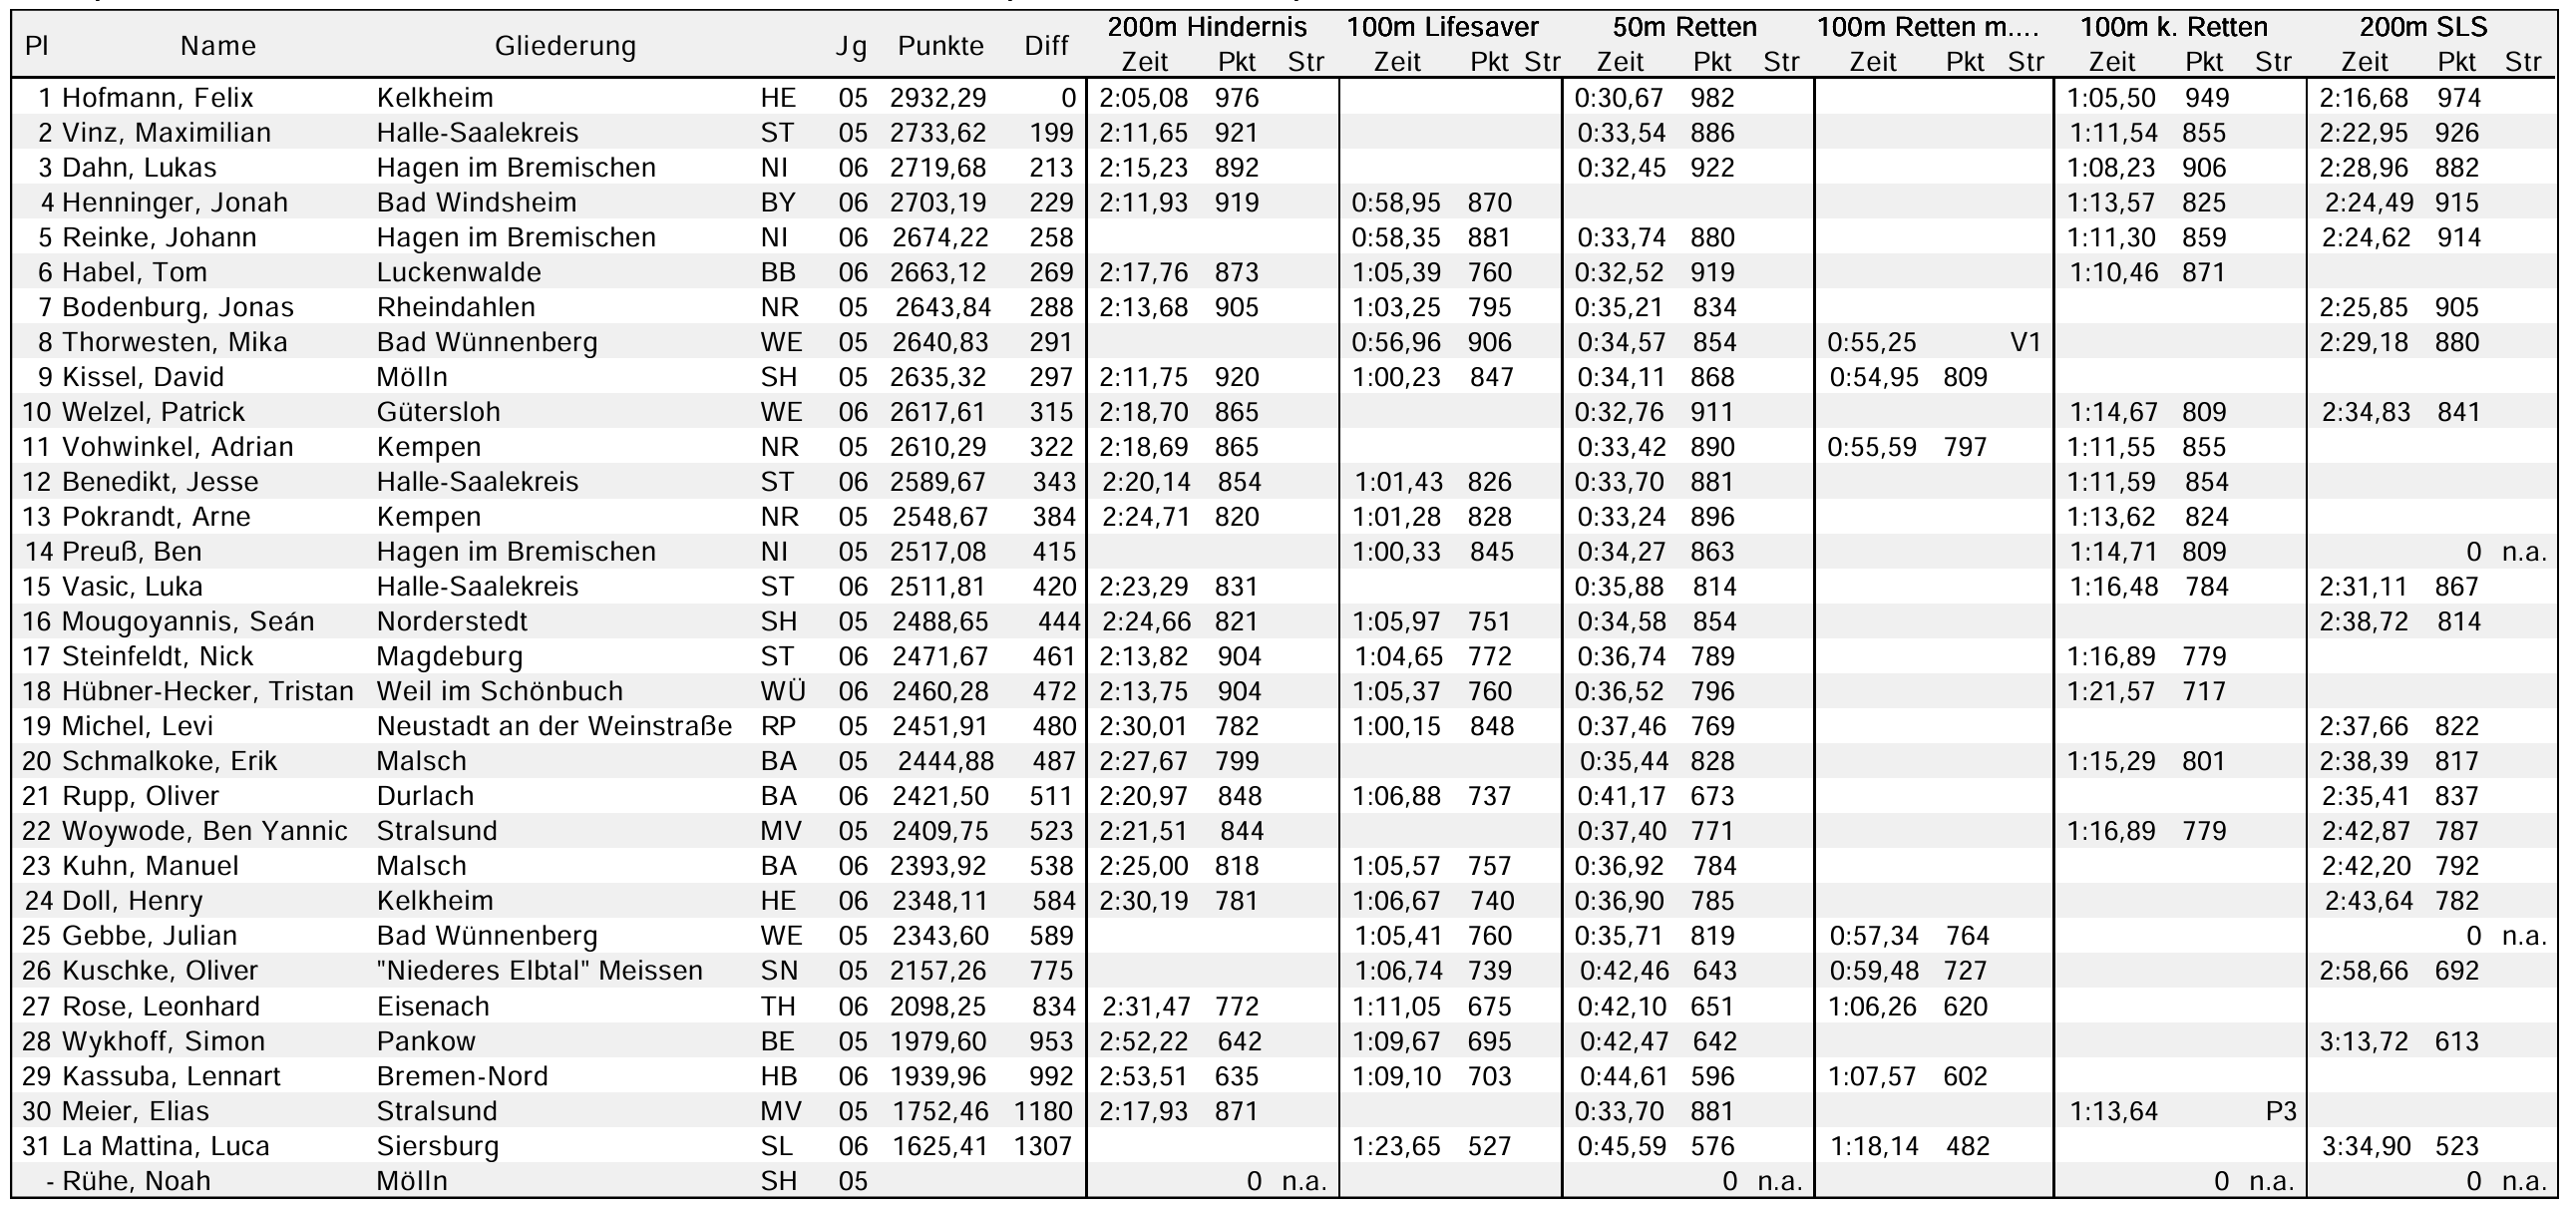 200m Hindernis 100m Lifesaver 50m Retten 100m Retten m.... 100m k. Retten 200m SLS
Pl Name Gliederung Jg Punkte Diff Zeit Pkt Str Zeit Pkt Str Zeit Pkt Str Zeit Pkt Str Zeit Pkt Str Zeit Pkt Str
1 Hofmann, Felix Kelkheim HE 05 2932,29 0 2:05,08 976 0:30,67 982 1:05,50 949 2:16,68 974
2 Vinz, Maximilian Halle-Saalekreis ST 05 2733,62 199 2:11,65 921 0:33,54 886 1:11,54 855 2:22,95 926
3 Dahn, Lukas Hagen im Bremischen NI 06 2719,68 213 2:15,23 892 0:32,45 922 1:08,23 906 2:28,96 882
4 Henninger, Jonah Bad Windsheim BY 06 2703,19 229 2:11,93 919 0:58,95 870 1:13,57 825 2:24,49 915
5 Reinke, Johann Hagen im Bremischen NI 06 2674,22 258 0:58,35 881 0:33,74 880 1:11,30 859 2:24,62 914
6 Habel, Tom Luckenwalde BB 06 2663,12 269 2:17,76 873 1:05,39 760 0:32,52 919 1:10,46 871
7 Bodenburg, Jonas Rheindahlen NR 05 2643,84 288 2:13,68 905 1:03,25 795 0:35,21 834 2:25,85 905
8 Thorwesten, Mika Bad Wünnenberg WE 05 2640,83 291 0:56,96 906 0:34,57 854 0:55,25 V1 2:29,18 880
9 Kissel, David Mölln SH 05 2635,32 297 2:11,75 920 1:00,23 847 0:34,11 868 0:54,95 809
10 Welzel, Patrick Gütersloh WE 06 2617,61 315 2:18,70 865 0:32,76 911 1:14,67 809 2:34,83 841
11 Vohwinkel, Adrian Kempen NR 05 2610,29 322 2:18,69 865 0:33,42 890 0:55,59 797 1:11,55 855
12 Benedikt, Jesse Halle-Saalekreis ST 06 2589,67 343 2:20,14 854 1:01,43 826 0:33,70 881 1:11,59 854
13 Pokrandt, Arne Kempen NR 05 2548,67 384 2:24,71 820 1:01,28 828 0:33,24 896 1:13,62 824
14 Preuß, Ben Hagen im Bremischen NI 05 2517,08 415 1:00,33 845 0:34,27 863 1:14,71 809 0 n.a.
15 Vasic, Luka Halle-Saalekreis ST 06 2511,81 420 2:23,29 831 0:35,88 814 1:16,48 784 2:31,11 867
16 Mougoyannis, Seán Norderstedt SH 05 2488,65 444 2:24,66 821 1:05,97 751 0:34,58 854 2:38,72 814
17 Steinfeldt, Nick Magdeburg ST 06 2471,67 461 2:13,82 904 1:04,65 772 0:36,74 789 1:16,89 779
18 Hübner-Hecker, Tristan Weil im Schönbuch WÜ 06 2460,28 472 2:13,75 904 1:05,37 760 0:36,52 796 1:21,57 717
19 Michel, Levi Neustadt an der Weinstraße RP 05 2451,91 480 2:30,01 782 1:00,15 848 0:37,46 769 2:37,66 822
20 Schmalkoke, Erik Malsch BA 05 2444,88 487 2:27,67 799 0:35,44 828 1:15,29 801 2:38,39 817
21 Rupp, Oliver Durlach BA 06 2421,50 511 2:20,97 848 1:06,88 737 0:41,17 673 2:35,41 837
22 Woywode, Ben Yannic Stralsund MV 05 2409,75 523 2:21,51 844 0:37,40 771 1:16,89 779 2:42,87 787
23 Kuhn, Manuel Malsch BA 06 2393,92 538 2:25,00 818 1:05,57 757 0:36,92 784 2:42,20 792
24 Doll, Henry Kelkheim HE 06 2348,11 584 2:30,19 781 1:06,67 740 0:36,90 785 2:43,64 782
25 Gebbe, Julian Bad Wünnenberg WE 05 2343,60 589 1:05,41 760 0:35,71 819 0:57,34 764 0 n.a.
26 Kuschke, Oliver "Niederes Elbtal" Meissen SN 05 2157,26 775 1:06,74 739 0:42,46 643 0:59,48 727 2:58,66 692
27 Rose, Leonhard Eisenach TH 06 2098,25 834 2:31,47 772 1:11,05 675 0:42,10 651 1:06,26 620
28 Wykhoff, Simon Pankow BE 05 1979,60 953 2:52,22 642 1:09,67 695 0:42,47 642 3:13,72 613
29 Kassuba, Lennart Bremen-Nord HB 06 1939,96 992 2:53,51 635 1:09,10 703 0:44,61 596 1:07,57 602
30 Meier, Elias Stralsund MV 05 1752,46 1180 2:17,93 871 0:33,70 881 1:13,64 P3
31 La Mattina, Luca Siersburg SL 06 1625,41 1307 1:23,65 527 0:45,59 576 1:18,14 482 3:34,90 523
- Rühe, Noah Mölln SH 05 0 n.a. 0 n.a. 0 n.a. 0 n.a.